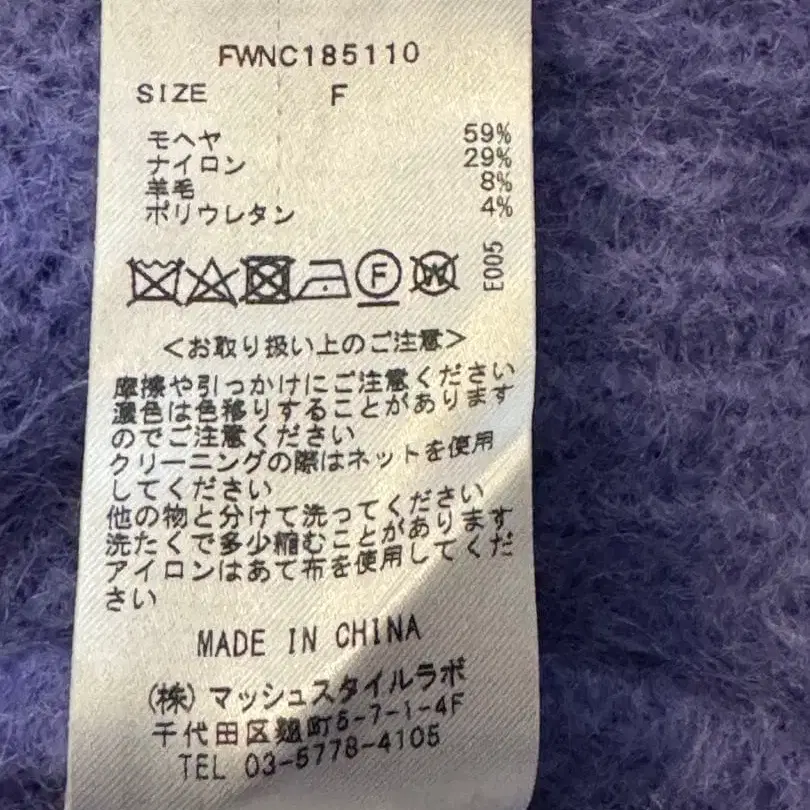 FWNC185110
SIZE F
モヘヤ 59%
ナイロン 29%
羊毛 8%
ポリウレタン 4%
F W E005
<お取り扱い上のご注意>
摩擦や引っかけにご注意ください
濃色は色移りすることがあります
のでご注意ください
クリーニングの際はネットを使用
してください
他の物と分けて洗ってください
洗たくで多少縮むことがあります
アイロンはあて布を使用してくだ
さい
MADE IN CHINA
(株)マッシュスタイルラボ
千代田区麹町5-7-1-4F
TEL 03-5778-4105